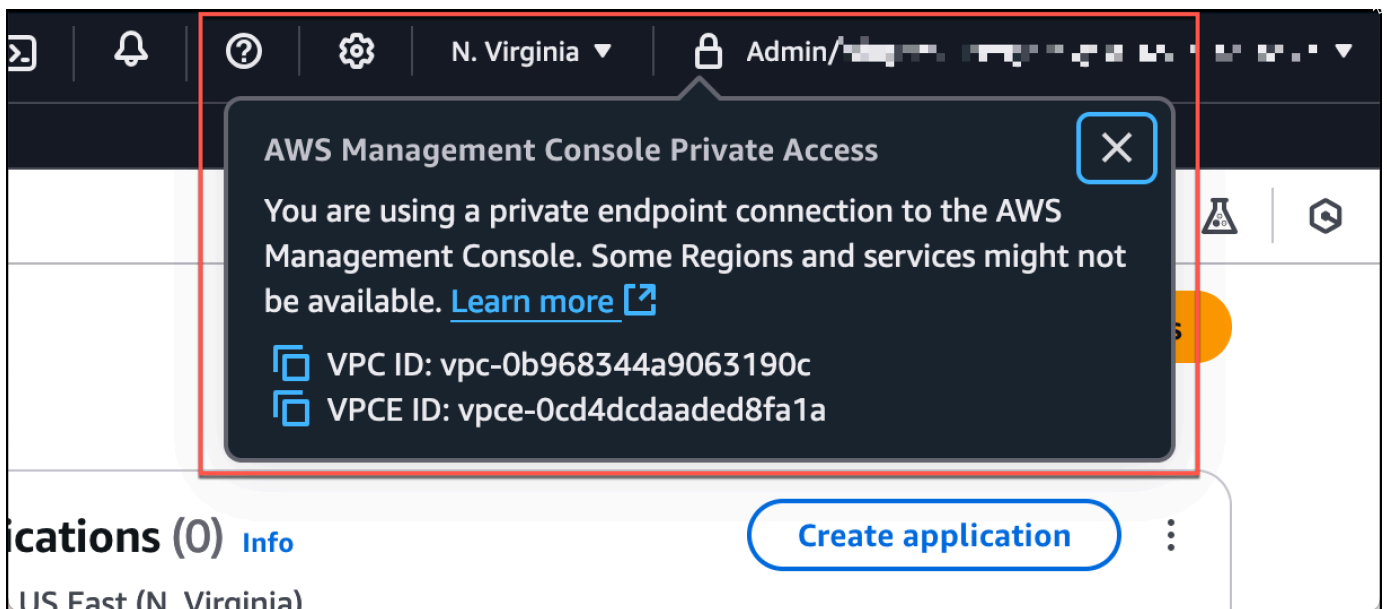 N. Virginia ▼ Admin/
AWS Management Console Private Access
You are using a private endpoint connection to the AWS
Management Console. Some Regions and services might not
be available. Learn more
VPC ID: vpc-0b968344a9063190c
VPCE ID: vpce-0cd4dcdaaded8fa1a
s
ications (0) Info
Create application
US East (N. Virginia)